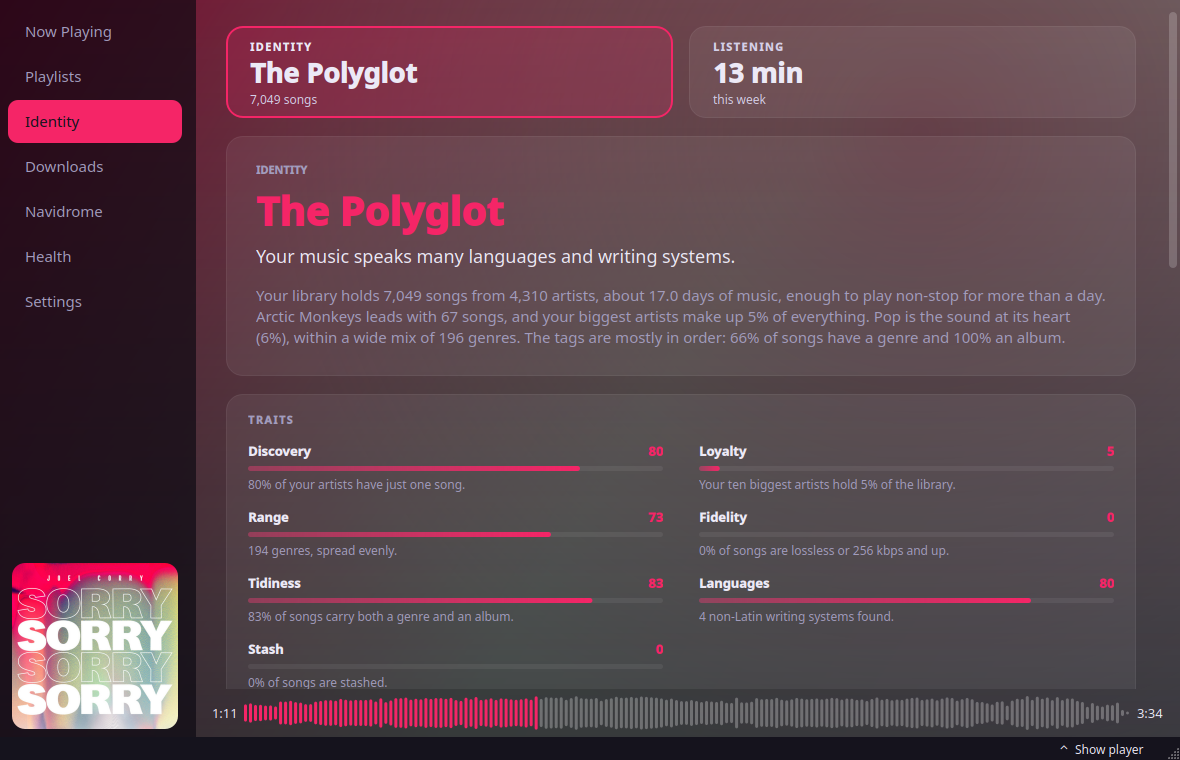 Now Playing
Playlists
Identity
Downloads
Navidrome
Health
Settings
JOEL CORRY
SORRY
SORRY
SORRY
SORRY
IDENTITY
The Polyglot
7,049 songs
LISTENING
13 min
this week
IDENTITY
The Polyglot
Your music speaks many languages and writing systems.
Your library holds 7,049 songs from 4,310 artists, about 17.0 days of music, enough to play non-stop for more than a day.
Arctic Monkeys leads with 67 songs, and your biggest artists make up 5% of everything. Pop is the sound at its heart
(6%), within a wide mix of 196 genres. The tags are mostly in order: 66% of songs have a genre and 100% an album.
TRAITS
Discovery 80
80% of your artists have just one song.
Loyalty 5
Your ten biggest artists hold 5% of the library.
Range 73
194 genres, spread evenly.
Fidelity 0
0% of songs are lossless or 256 kbps and up.
Tidiness 83
83% of songs carry both a genre and an album.
Languages 80
4 non-Latin writing systems found.
Stash 0
0% of songs are stashed.
1:11
3:34
Show player